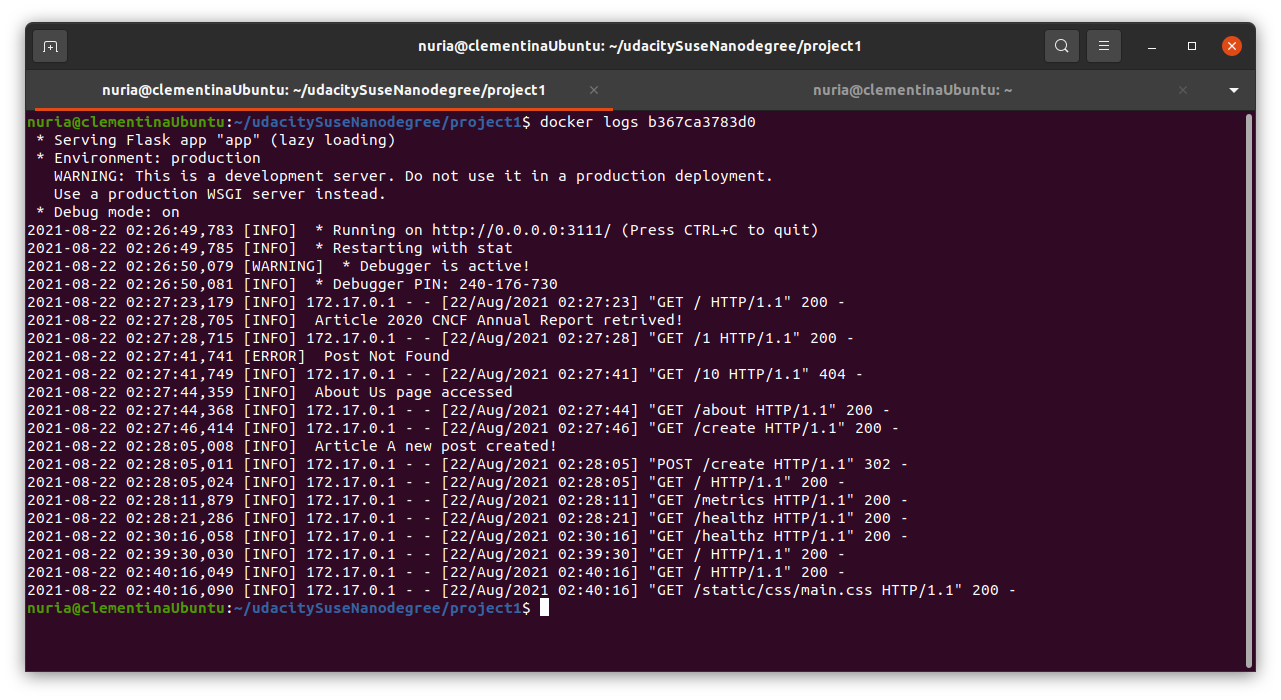 nuria@clementinaUbuntu: ~/udacitySuseNanodegree/project1
nuria@clementinaUbuntu: ~/udacitySuseNanodegree/project1
nuria@clementinaUbuntu: ~
nuria@clementinaUbuntu:~/udacitySuseNanodegree/project1$ docker logs b367ca3783d0
 * Serving Flask app "app" (lazy loading)
 * Environment: production
   WARNING: This is a development server. Do not use it in a production deployment.
   Use a production WSGI server instead.
 * Debug mode: on
2021-08-22 02:26:49,783 [INFO]  * Running on http://0.0.0.0:3111/ (Press CTRL+C to quit)
2021-08-22 02:26:49,785 [INFO]  * Restarting with stat
2021-08-22 02:26:50,079 [WARNING]  * Debugger is active!
2021-08-22 02:26:50,081 [INFO]  * Debugger PIN: 240-176-730
2021-08-22 02:27:23,179 [INFO] 172.17.0.1 - - [22/Aug/2021 02:27:23] "GET / HTTP/1.1" 200 -
2021-08-22 02:27:28,705 [INFO]  Article 2020 CNCF Annual Report retrived!
2021-08-22 02:27:28,715 [INFO] 172.17.0.1 - - [22/Aug/2021 02:27:28] "GET /1 HTTP/1.1" 200 -
2021-08-22 02:27:41,741 [ERROR]  Post Not Found
2021-08-22 02:27:41,749 [INFO] 172.17.0.1 - - [22/Aug/2021 02:27:41] "GET /10 HTTP/1.1" 404 -
2021-08-22 02:27:44,359 [INFO]  About Us page accessed
2021-08-22 02:27:44,368 [INFO] 172.17.0.1 - - [22/Aug/2021 02:27:44] "GET /about HTTP/1.1" 200 -
2021-08-22 02:27:46,414 [INFO] 172.17.0.1 - - [22/Aug/2021 02:27:46] "GET /create HTTP/1.1" 200 -
2021-08-22 02:28:05,008 [INFO]  Article A new post created!
2021-08-22 02:28:05,011 [INFO] 172.17.0.1 - - [22/Aug/2021 02:28:05] "POST /create HTTP/1.1" 302 -
2021-08-22 02:28:05,024 [INFO] 172.17.0.1 - - [22/Aug/2021 02:28:05] "GET / HTTP/1.1" 200 -
2021-08-22 02:28:11,879 [INFO] 172.17.0.1 - - [22/Aug/2021 02:28:11] "GET /metrics HTTP/1.1" 200 -
2021-08-22 02:28:21,286 [INFO] 172.17.0.1 - - [22/Aug/2021 02:28:21] "GET /healthz HTTP/1.1" 200 -
2021-08-22 02:30:16,058 [INFO] 172.17.0.1 - - [22/Aug/2021 02:30:16] "GET /healthz HTTP/1.1" 200 -
2021-08-22 02:39:30,030 [INFO] 172.17.0.1 - - [22/Aug/2021 02:39:30] "GET / HTTP/1.1" 200 -
2021-08-22 02:40:16,049 [INFO] 172.17.0.1 - - [22/Aug/2021 02:40:16] "GET / HTTP/1.1" 200 -
2021-08-22 02:40:16,090 [INFO] 172.17.0.1 - - [22/Aug/2021 02:40:16] "GET /static/css/main.css HTTP/1.1" 200 -
nuria@clementinaUbuntu:~/udacitySuseNanodegree/project1$